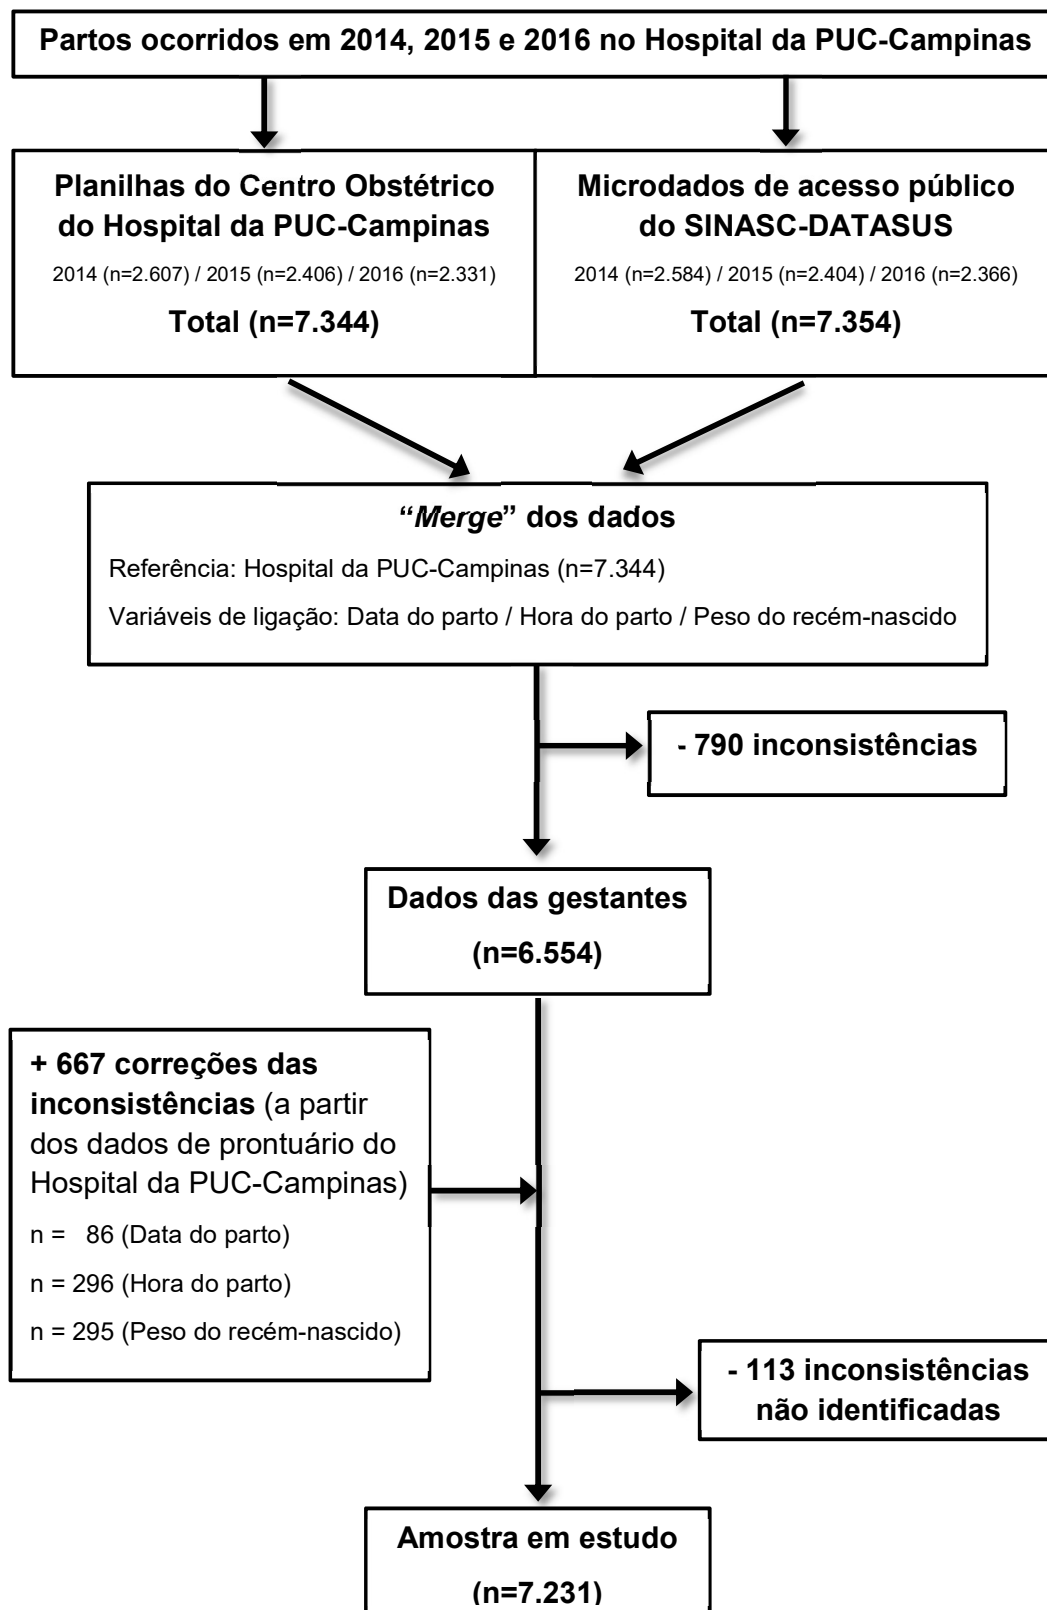 Partos ocorridos em 2014, 2015 e 2016 no Hospital da PUC-Campinas
Planilhas do Centro Obstétrico
do Hospital da PUC-Campinas
2014 (n=2.607) / 2015 (n=2.406) / 2016 (n=2.331)
Total (n=7.344)
Microdados de acesso público
do SINASC-DATASUS
2014 (n=2.584) / 2015 (n=2.404) / 2016 (n=2.366)
Total (n=7.354)
“Merge” dos dados
Referência: Hospital da PUC-Campinas (n=7.344)
Variáveis de ligação: Data do parto / Hora do parto / Peso do recém-nascido
- 790 inconsistências
Dados das gestantes
(n=6.554)
+ 667 correções das
inconsistências (a partir
dos dados de prontuário do
Hospital da PUC-Campinas)
n = 86 (Data do parto)
n = 296 (Hora do parto)
n = 295 (Peso do recém-nascido)
- 113 inconsistências
não identificadas
Amostra em estudo
(n=7.231)